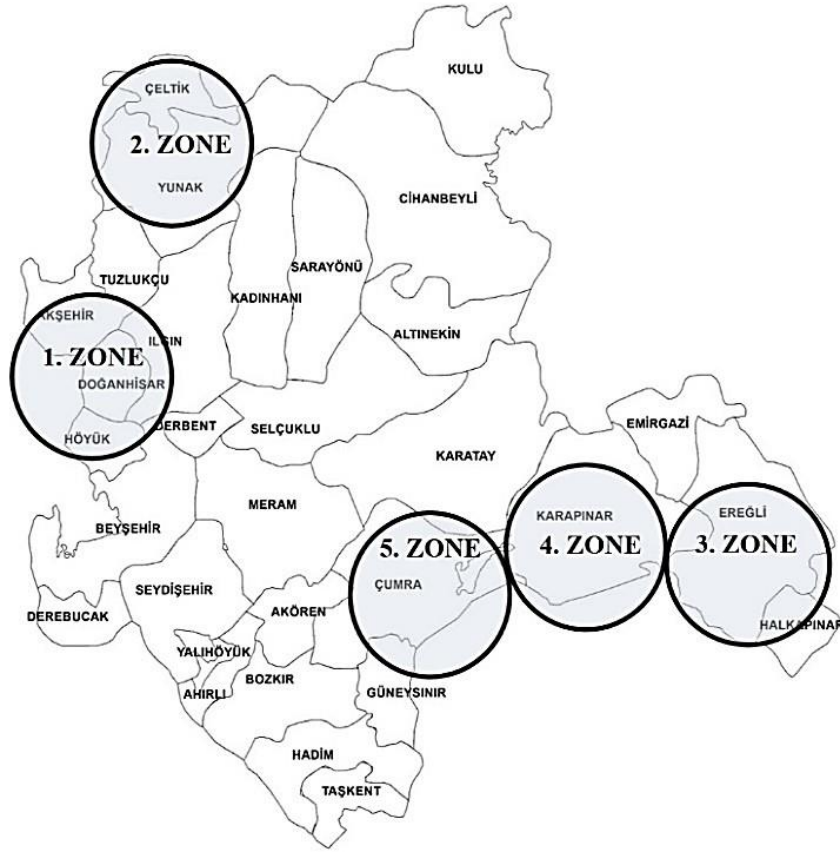 KULU
ÇELTİK
2. ZONE
YUNAK
CİHANBEYLİ
TUZLUKÇU
SARAYÖNÜ
KADINHANI
AKŞEHİR
ALTINEKİN
ILGIN
1. ZONE
DOĞANHİSAR
EMİRGAZİ
DERBENT
SELÇUKLU
HÖYÜK
KARATAY
MERAM
EREĞLİ
KARAPINAR
BEYŞEHİR
5. ZONE
4. ZONE
3. ZONE
ÇUMRA
SEYDİŞEHİR
AKÖREN
DEREBUCAK
HALKAPINAR
YALIHÖYÜK
BOZKIR
AHIRLI
GÜNEYSINIR
HADİM
TAŞKENT